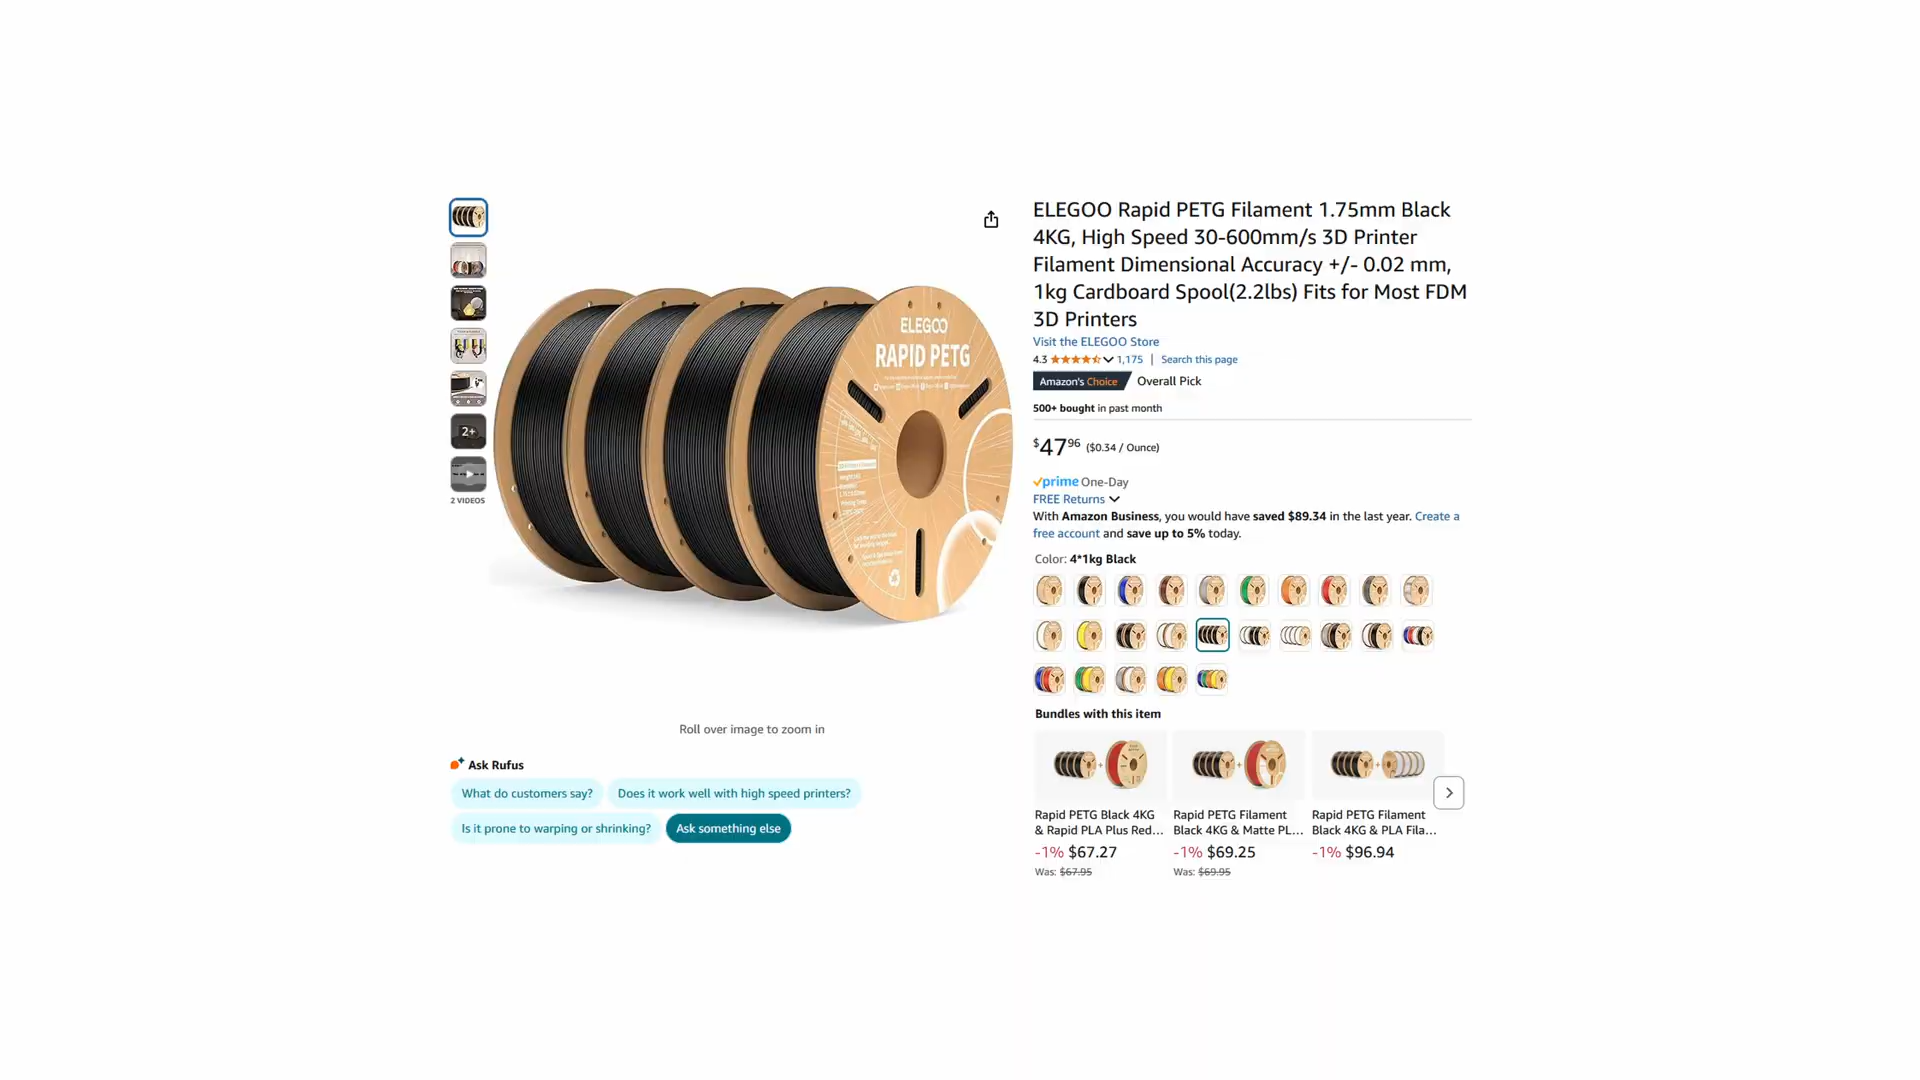 ELEGOO Rapid PETG Filament 1.75mm Black
4KG, High Speed 30-600mm/s 3D Printer
Filament Dimensional Accuracy +/- 0.02 mm,
1kg Cardboard Spool(2.2lbs) Fits for Most FDM
3D Printers
Visit the ELEGOO Store
4.3 1,175 | Search this page
Amazon's Choice Overall Pick
500+ bought in past month
$47.96 ($0.34 / Ounce)
prime One-Day
FREE Returns
With Amazon Business, you would have saved $89.34 in the last year. Create a
free account and save up to 5% today.
Color: 4*1kg Black
Bundles with this item
Rapid PETG Black 4KG
& Rapid PLA Plus Red...
-1% $67.27
Was: $67.95
Rapid PETG Filament
Black 4KG & Matte PL...
-1% $69.25
Was: $69.95
Rapid PETG Filament
Black 4KG & PLA Fila...
-1% $96.94
2+
2 VIDEOS
ELEGOO
RAPID PETG
Roll over image to zoom in
Ask Rufus
What do customers say?
Does it work well with high speed printers?
Is it prone to warping or shrinking?
Ask something else